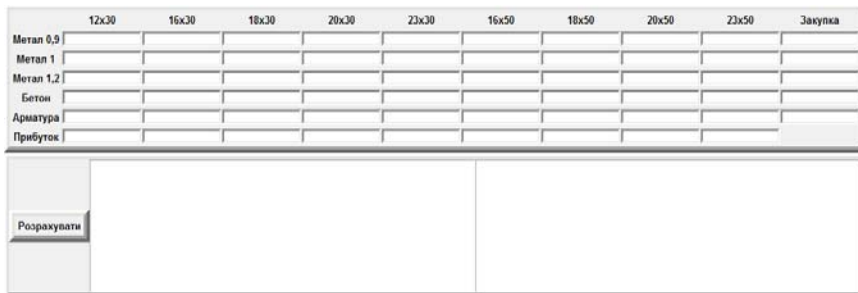 12x30 16x30 18x30 20x30 23x30 16x50 18x50 20x50 23x50 Закупка
Метал 0,9
Метал 1
Метал 1,2
Бетон
Арматура
Прибуток
Розрахувати